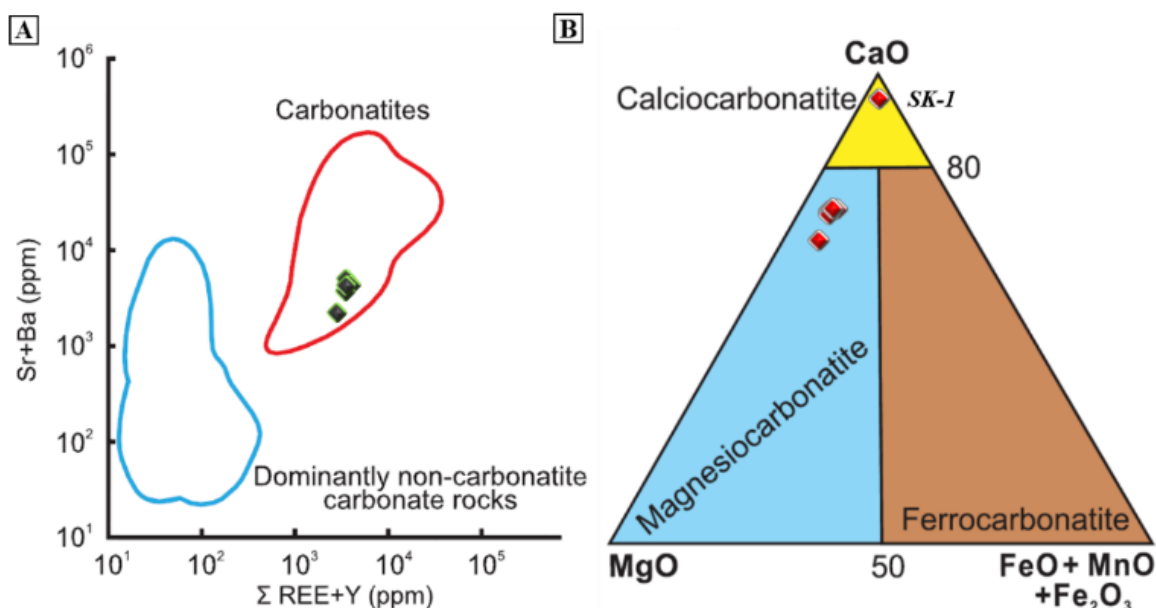 A
Sr+Ba (ppm)
10⁶
10⁵
10⁴
10³
10²
10¹
Carbonatites
Dominantly non-carbonatite
carbonate rocks
10¹ 10² 10³ 10⁴ 10⁵
Σ REE+Y (ppm)
B
CaO
Calciocarbonatite
SK-1
80
Magnesiocarbonatite
Ferrocarbonatite
MgO
50
FeO + MnO
+Fe₂O₃